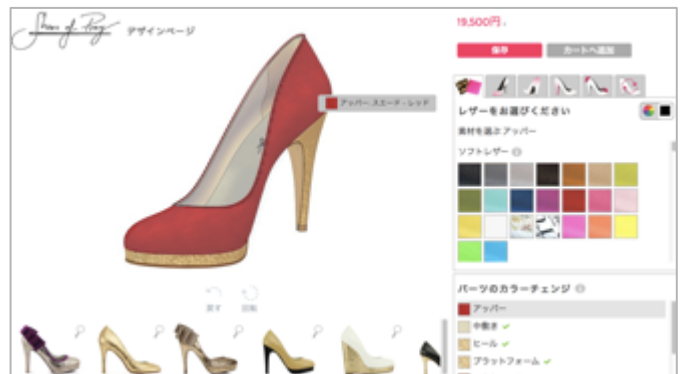 Shoes of Prey デザインページ
19,500円
保存 カートへ追加
アッパー, スエード - レッド
レザーをお選びください
素材を選ぶ アッパー
ソフトレザー
戻す 回転
パーツのカラーチェンジ
アッパー
中敷き
ヒール
プラットフォーム